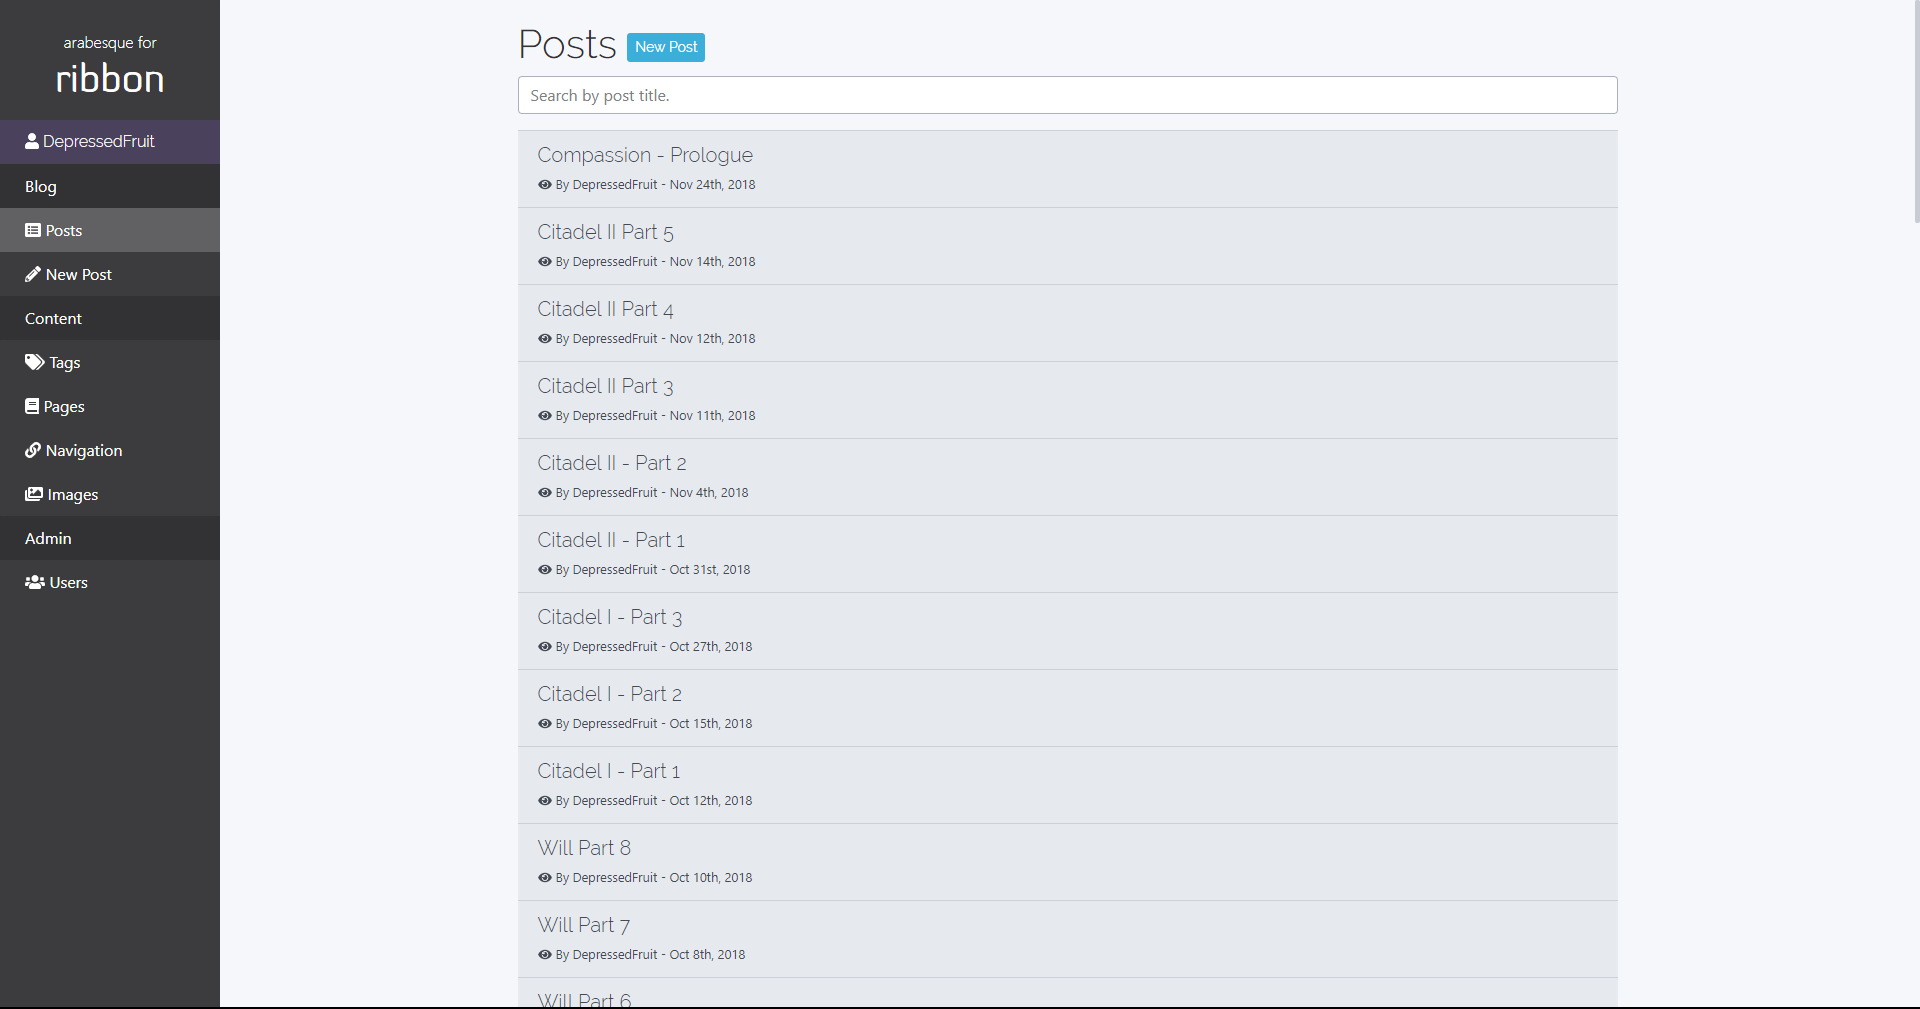 arabesque for
ribbon
DepressedFruit
Blog
Posts
New Post
Content
Tags
Pages
Navigation
Images
Admin
Users
Posts New Post
Search by post title.
Compassion - Prologue
By DepressedFruit - Nov 24th, 2018
Citadel II Part 5
By DepressedFruit - Nov 14th, 2018
Citadel II Part 4
By DepressedFruit - Nov 12th, 2018
Citadel II Part 3
By DepressedFruit - Nov 11th, 2018
Citadel II - Part 2
By DepressedFruit - Nov 4th, 2018
Citadel II - Part 1
By DepressedFruit - Oct 31st, 2018
Citadel I - Part 3
By DepressedFruit - Oct 27th, 2018
Citadel I - Part 2
By DepressedFruit - Oct 15th, 2018
Citadel I - Part 1
By DepressedFruit - Oct 12th, 2018
Will Part 8
By DepressedFruit - Oct 10th, 2018
Will Part 7
By DepressedFruit - Oct 8th, 2018
Will Part 6